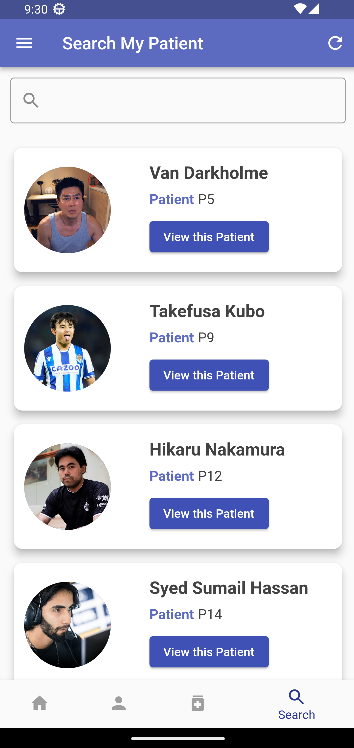 9:30
Search My Patient
Van Darkholme
Patient P5
View this Patient
Takefusa Kubo
CAZOO
Patient P9
View this Patient
Hikaru Nakamura
Patient P12
View this Patient
Syed Sumail Hassan
Patient P14
View this Patient
Search